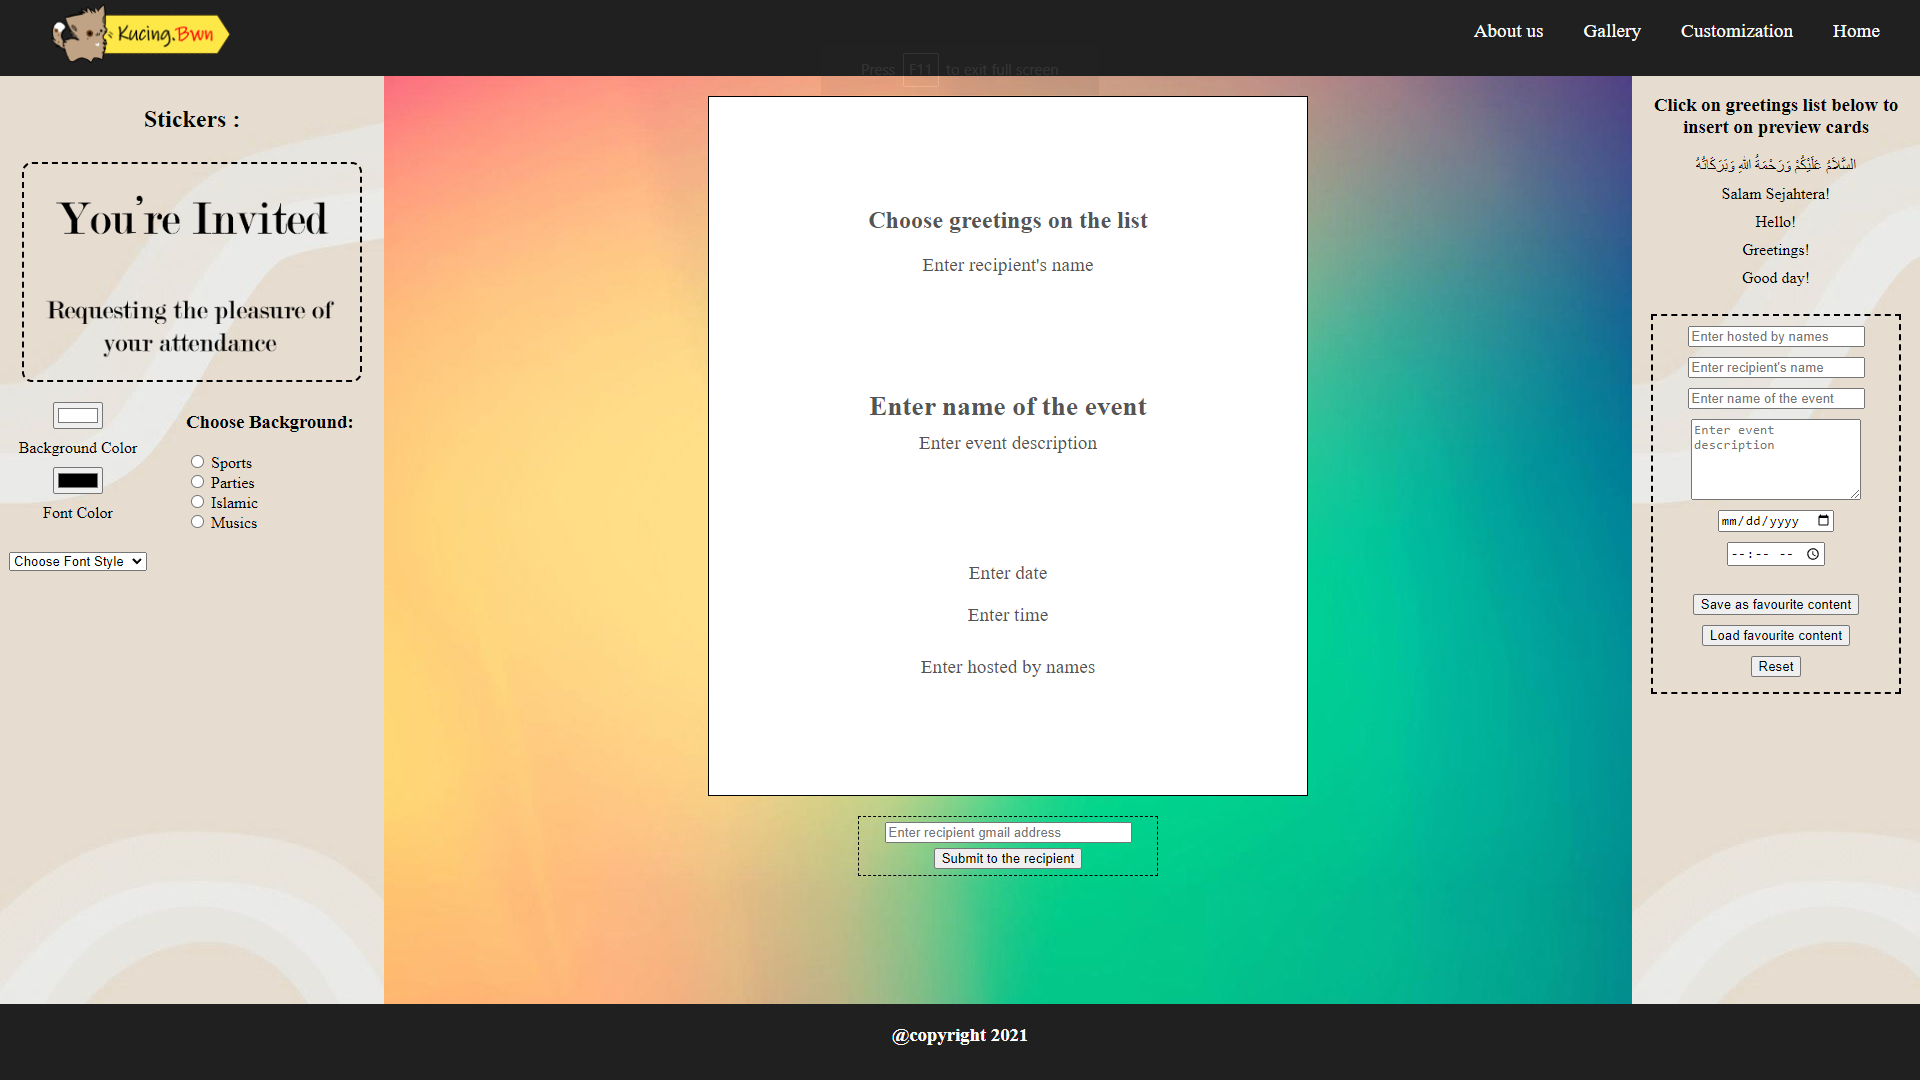 Kucing.Bwn
About us
Gallery
Customization
Home
Press F11 to exit full screen
Stickers :
You're Invited
Requesting the pleasure of
your attendance
Background Color
Font Color
Choose Font Style
Choose Background:
Sports
Parties
Islamic
Musics
Choose greetings on the list
Enter recipient's name
Enter name of the event
Enter event description
Enter date
Enter time
Enter hosted by names
Enter recipient gmail address
Submit to the recipient
Click on greetings list below to
insert on preview cards
السَّلاَمُ عَلَيْكُمْ وَرَحْمَةُ اللهِ وَبَرَكَاتُهُ
Salam Sejahtera!
Hello!
Greetings!
Good day!
Enter hosted by names
Enter recipient's name
Enter name of the event
Enter event
description
mm/dd/yyyy
--:-- --
Save as favourite content
Load favourite content
Reset
@copyright 2021